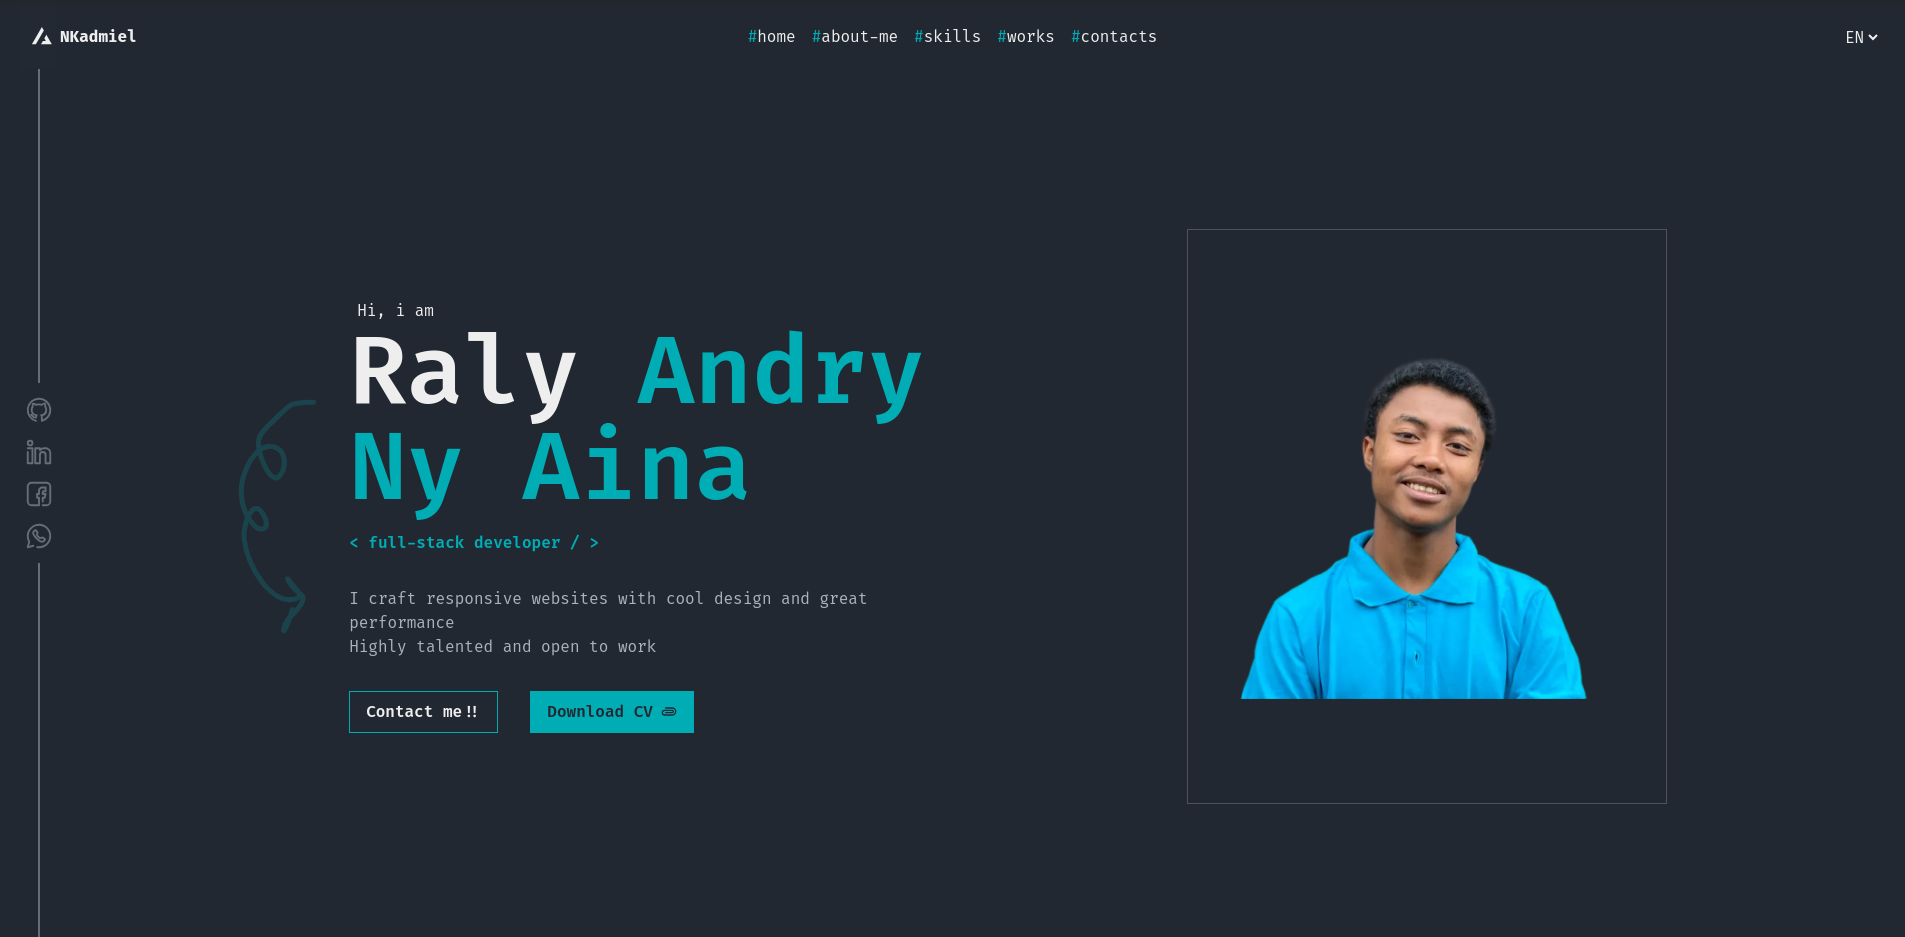 NKadmiel
#home #about-me #skills #works #contacts
EN
Hi, i am
Raly Andry
Ny Aina
< full-stack developer / >
I craft responsive websites with cool design and great
performance
Highly talented and open to work
Contact me!!
Download CV